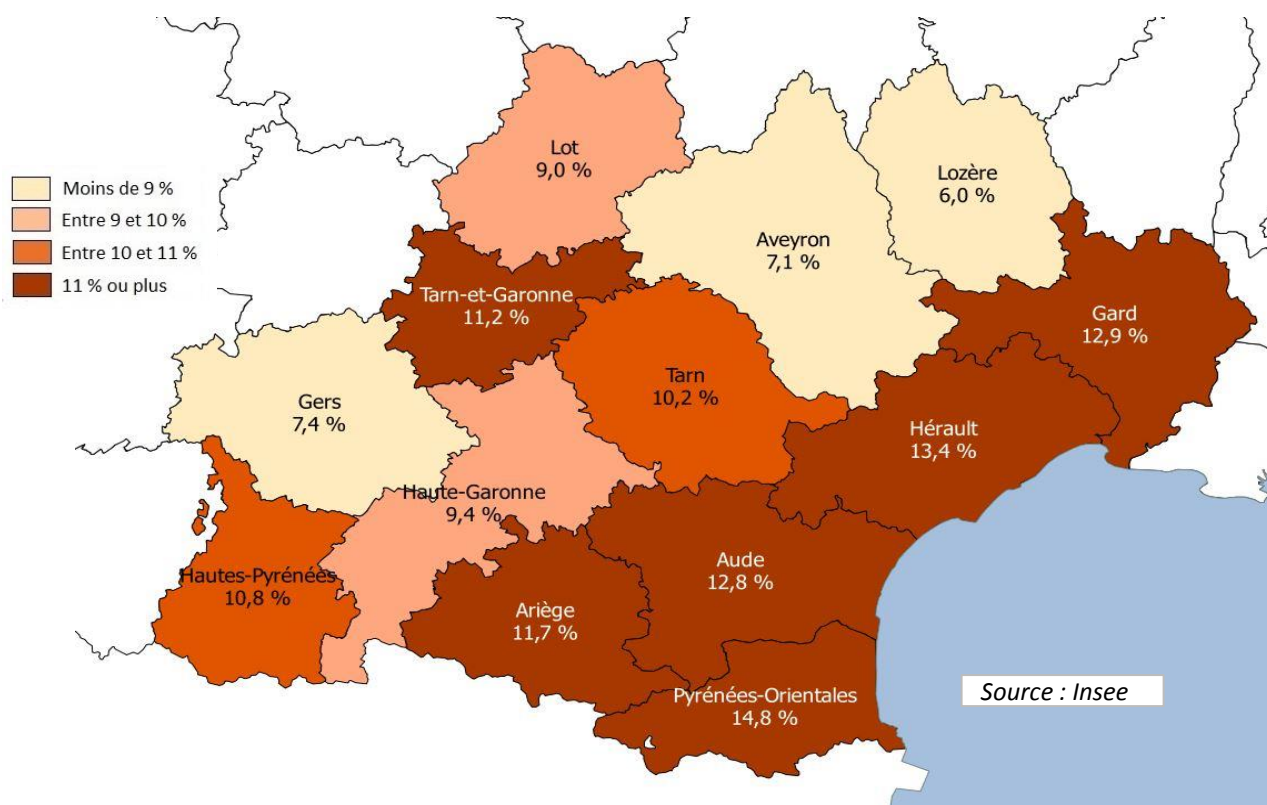 Moins de 9 %
Entre 9 et 10 %
Entre 10 et 11 %
11 % ou plus
Lot
9,0 %
Lozère
6,0 %
Aveyron
7,1 %
Tarn-et-Garonne
11,2 %
Gard
12,9 %
Tarn
10,2 %
Gers
7,4 %
Hérault
13,4 %
Haute-Garonne
9,4 %
Hautes-Pyrénées
10,8 %
Aude
12,8 %
Ariège
11,7 %
Pyrénées-Orientales
14,8 %
Source : Insee